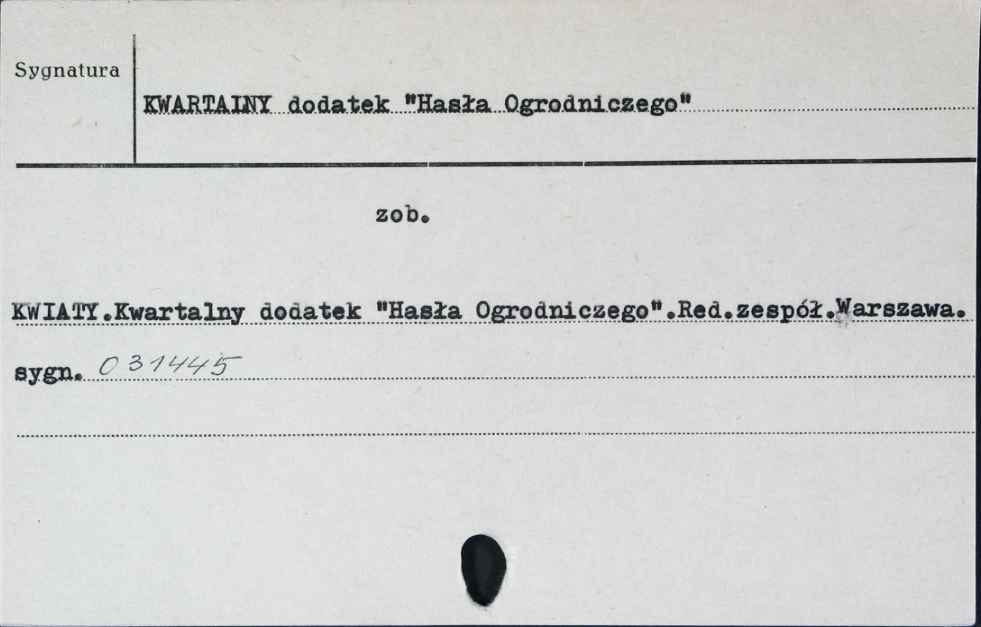 Sygnatura
KWARTALNY dodatek "Hasła Ogrodniczego"
zob.
KWIATY.Kwartalny dodatek "Hasła Ogrodniczego".Red.zespół.Warszawa.
sygn. 031445